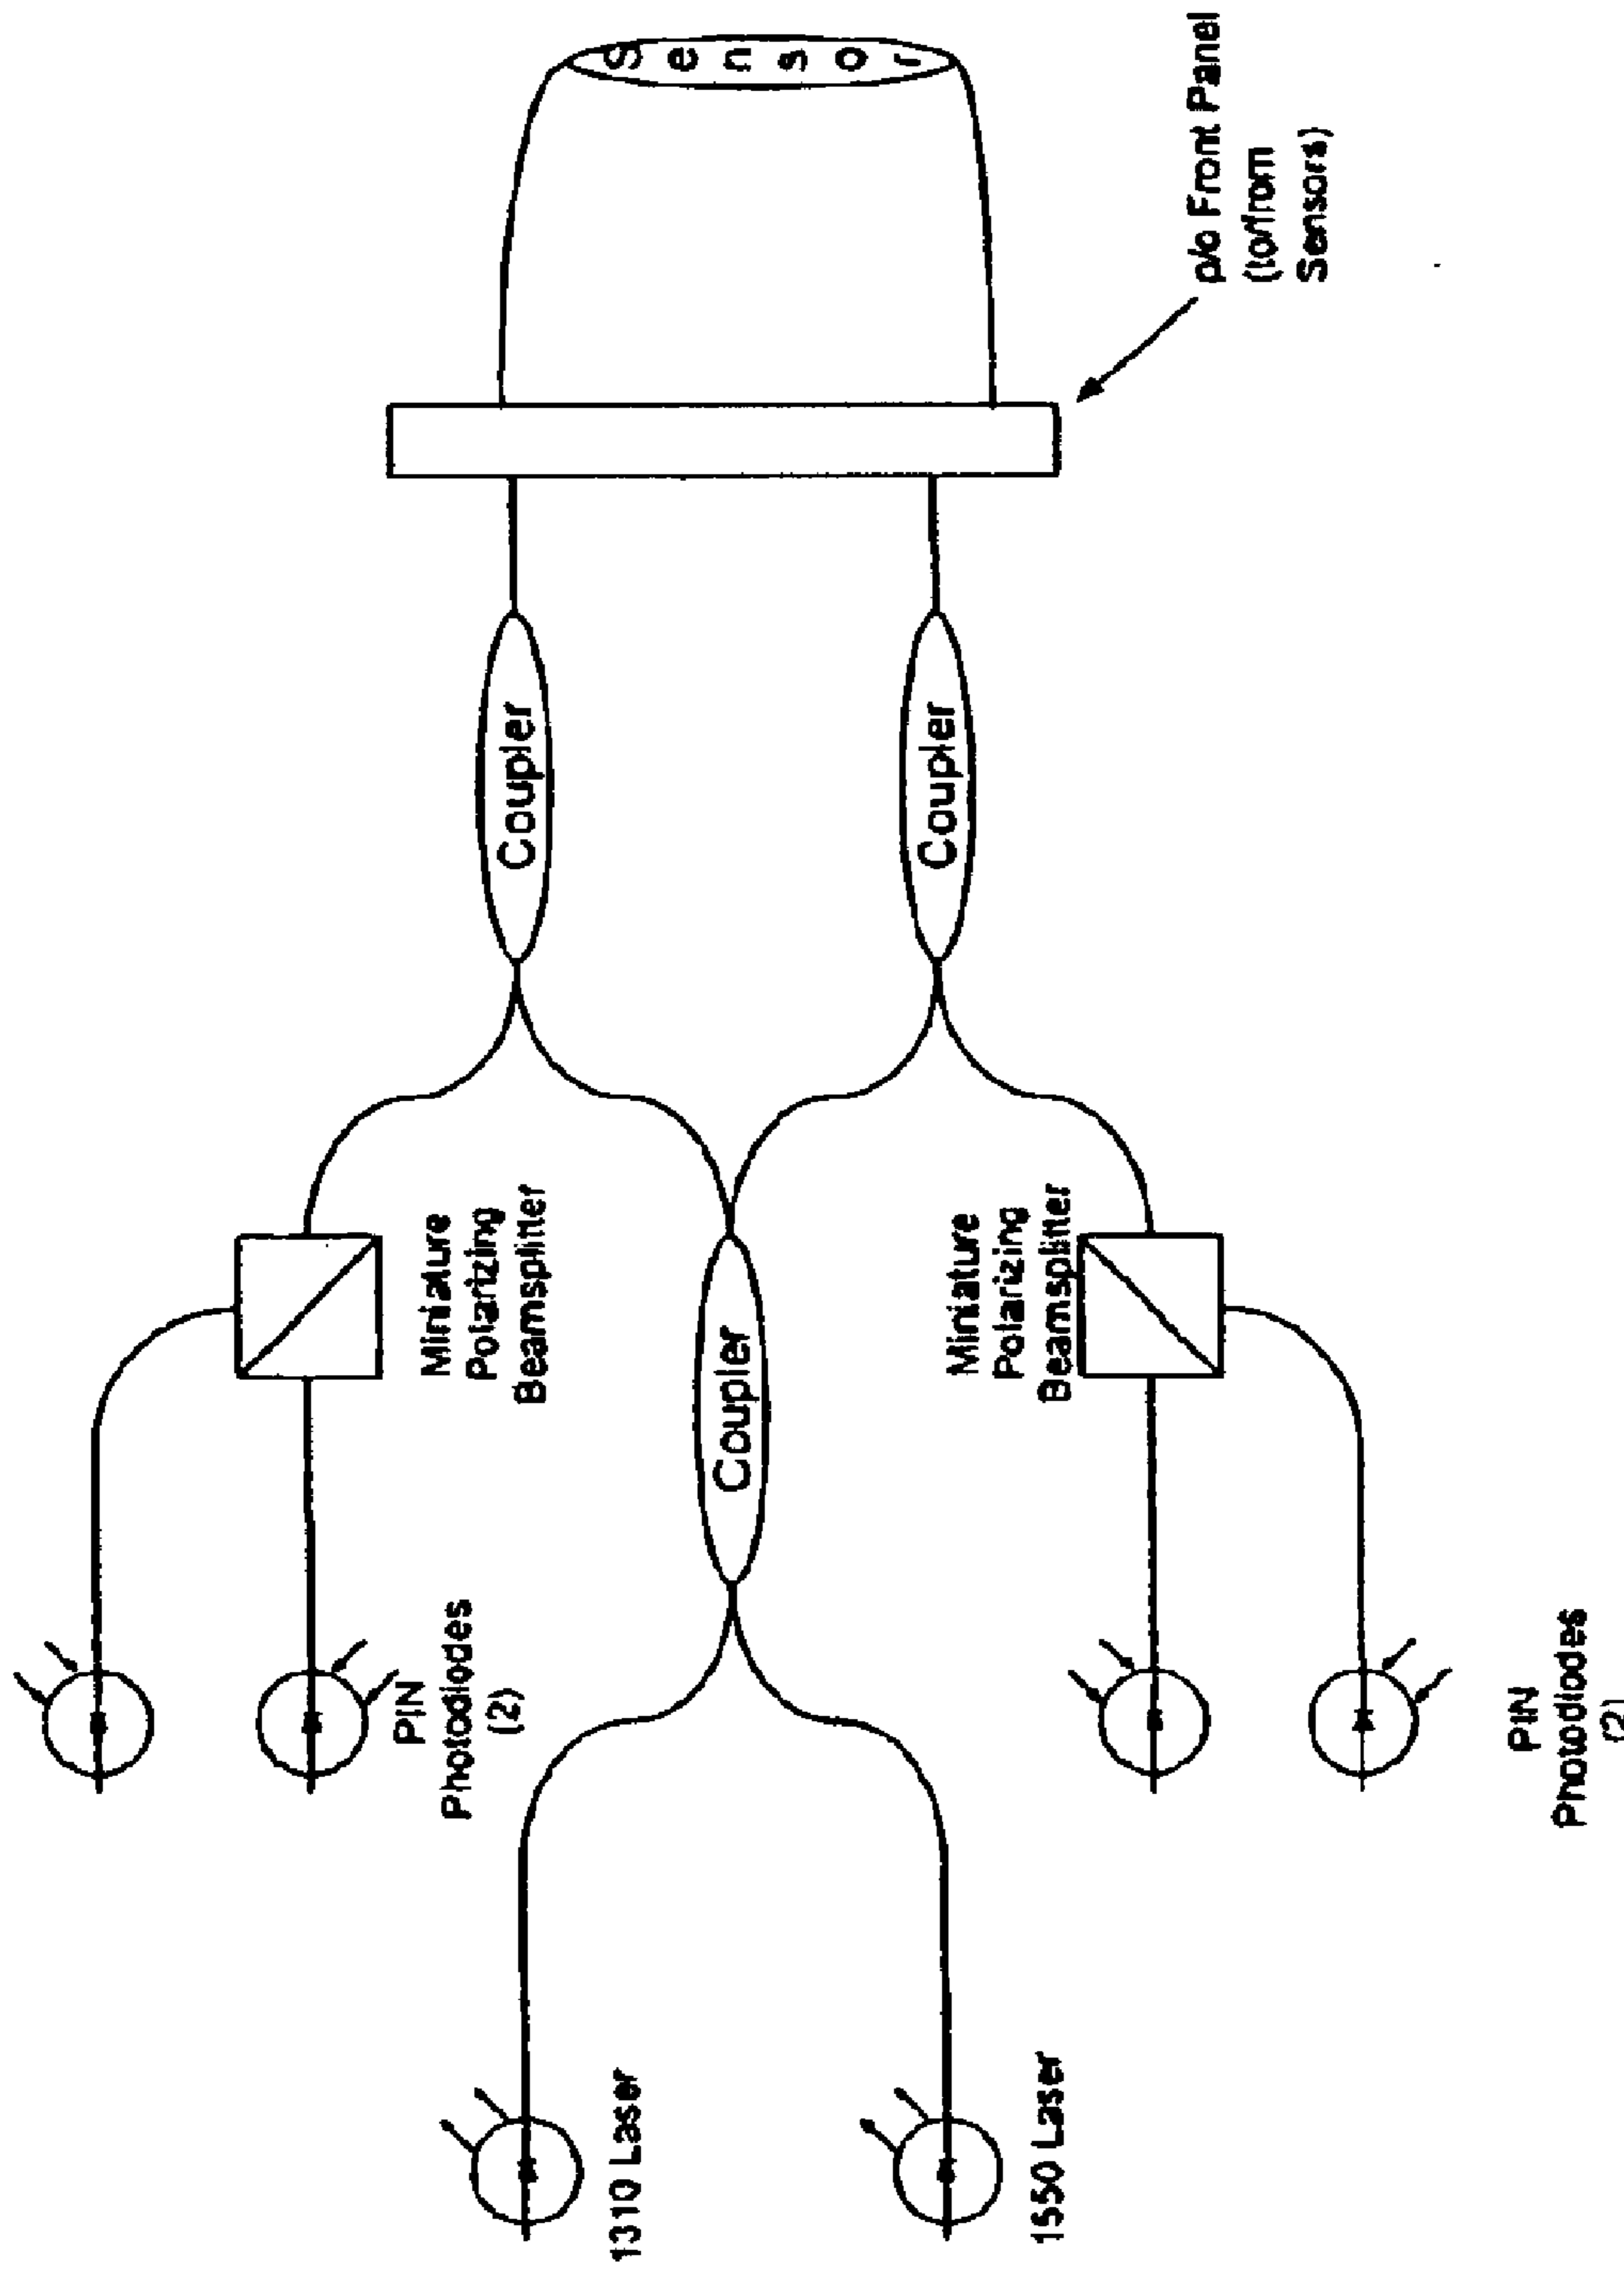 Sensor
p/o Front Panel
(to/from
Sensors)
Coupler
Coupler
Miniature
Polarizing
Beamsplitter
Miniature
Polarizing
Beamsplitter
Coupler
PIN
Photodiodes
(2)
PIN
Photodiodes
(2)
1310 Laser
1550 Laser